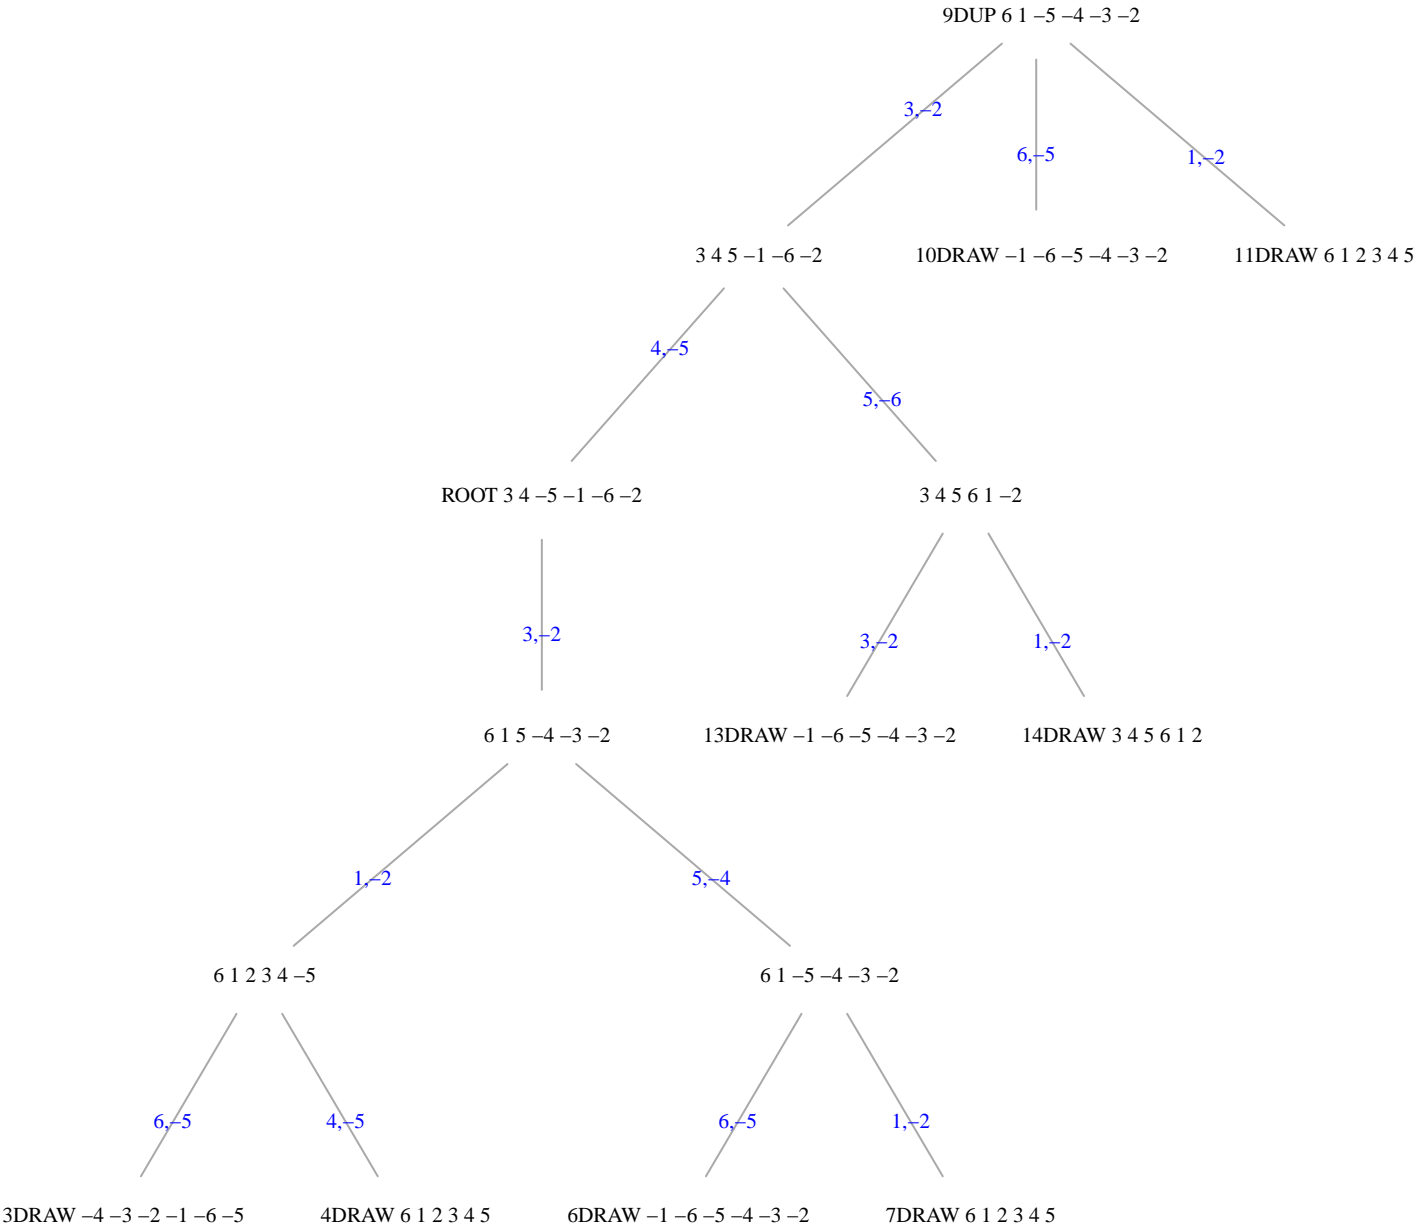 9DUP 6 1 –5 –4 –3 –2
3,–2
6,–5
1,–2
3 4 5 –1 –6 –2
10DRAW –1 –6 –5 –4 –3 –2
11DRAW 6 1 2 3 4 5
4,–5
5,–6
ROOT 3 4 –5 –1 –6 –2
3 4 5 6 1 –2
3,–2
3,–2
1,–2
6 1 5 –4 –3 –2
13DRAW –1 –6 –5 –4 –3 –2
14DRAW 3 4 5 6 1 2
1,–2
5,–4
6 1 2 3 4 –5
6 1 –5 –4 –3 –2
6,–5
4,–5
6,–5
1,–2
3DRAW –4 –3 –2 –1 –6 –5
4DRAW 6 1 2 3 4 5
6DRAW –1 –6 –5 –4 –3 –2
7DRAW 6 1 2 3 4 5